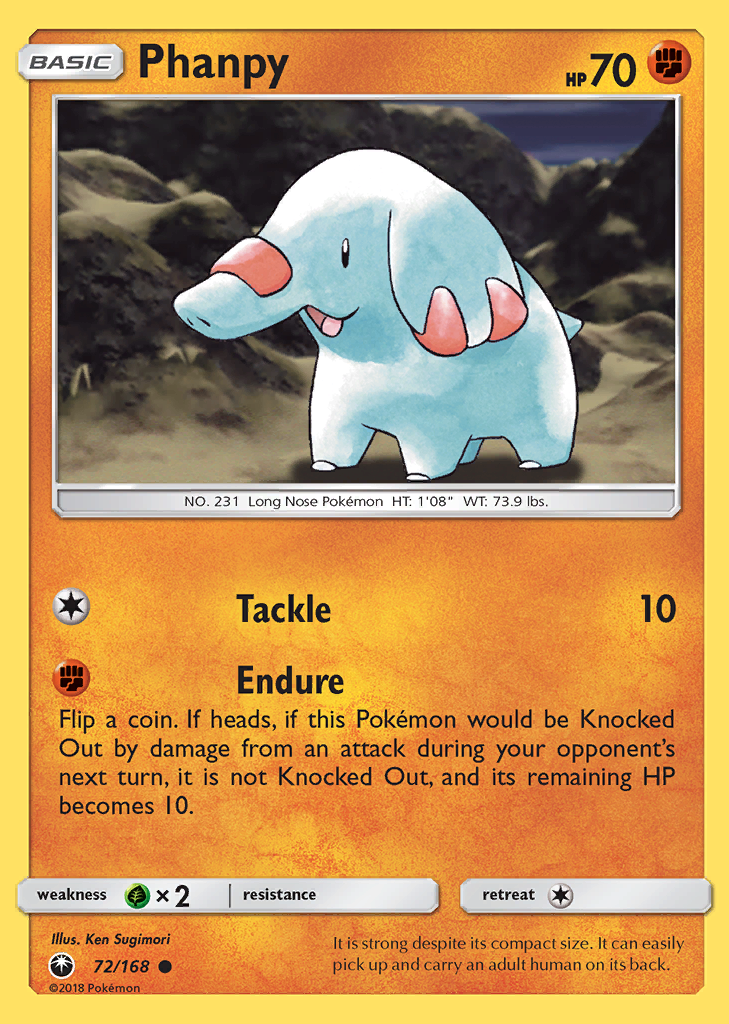 BASIC Phanpy HP 70
NO. 231 Long Nose Pokémon HT: 1'08" WT: 73.9 lbs.
Tackle 10
Endure
Flip a coin. If heads, if this Pokémon would be Knocked
Out by damage from an attack during your opponent's
next turn, it is not Knocked Out, and its remaining HP
becomes 10.
weakness ×2 resistance retreat
Illus. Ken Sugimori
72/168
©2018 Pokémon
It is strong despite its compact size. It can easily
pick up and carry an adult human on its back.